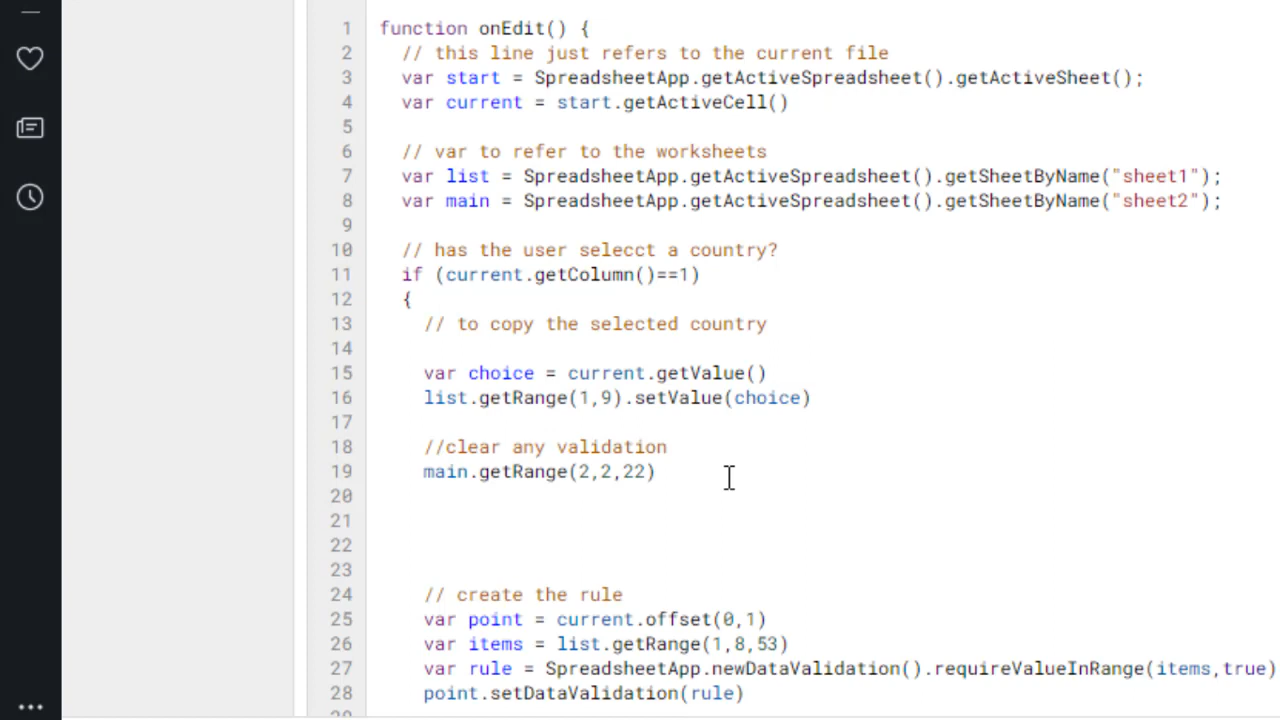 1 function onEdit() {
2 // this line just refers to the current file
3 var start = SpreadsheetApp.getActiveSpreadsheet().getActiveSheet();
4 var current = start.getActiveCell()
5
6 // var to refer to the worksheets
7 var list = SpreadsheetApp.getActiveSpreadsheet().getSheetByName("sheet1");
8 var main = SpreadsheetApp.getActiveSpreadsheet().getSheetByName("sheet2");
9
10 // has the user selecct a country?
11 if (current.getColumn()==1)
12 {
13 // to copy the selected country
14
15 var choice = current.getValue()
16 list.getRange(1,9).setValue(choice)
17
18 //clear any validation
19 main.getRange(2,2,22)
20
21
22
23
24 // create the rule
25 var point = current.offset(0,1)
26 var items = list.getRange(1,8,53)
27 var rule = SpreadsheetApp.newDataValidation().requireValueInRange(items,true)
28 point.setDataValidation(rule)